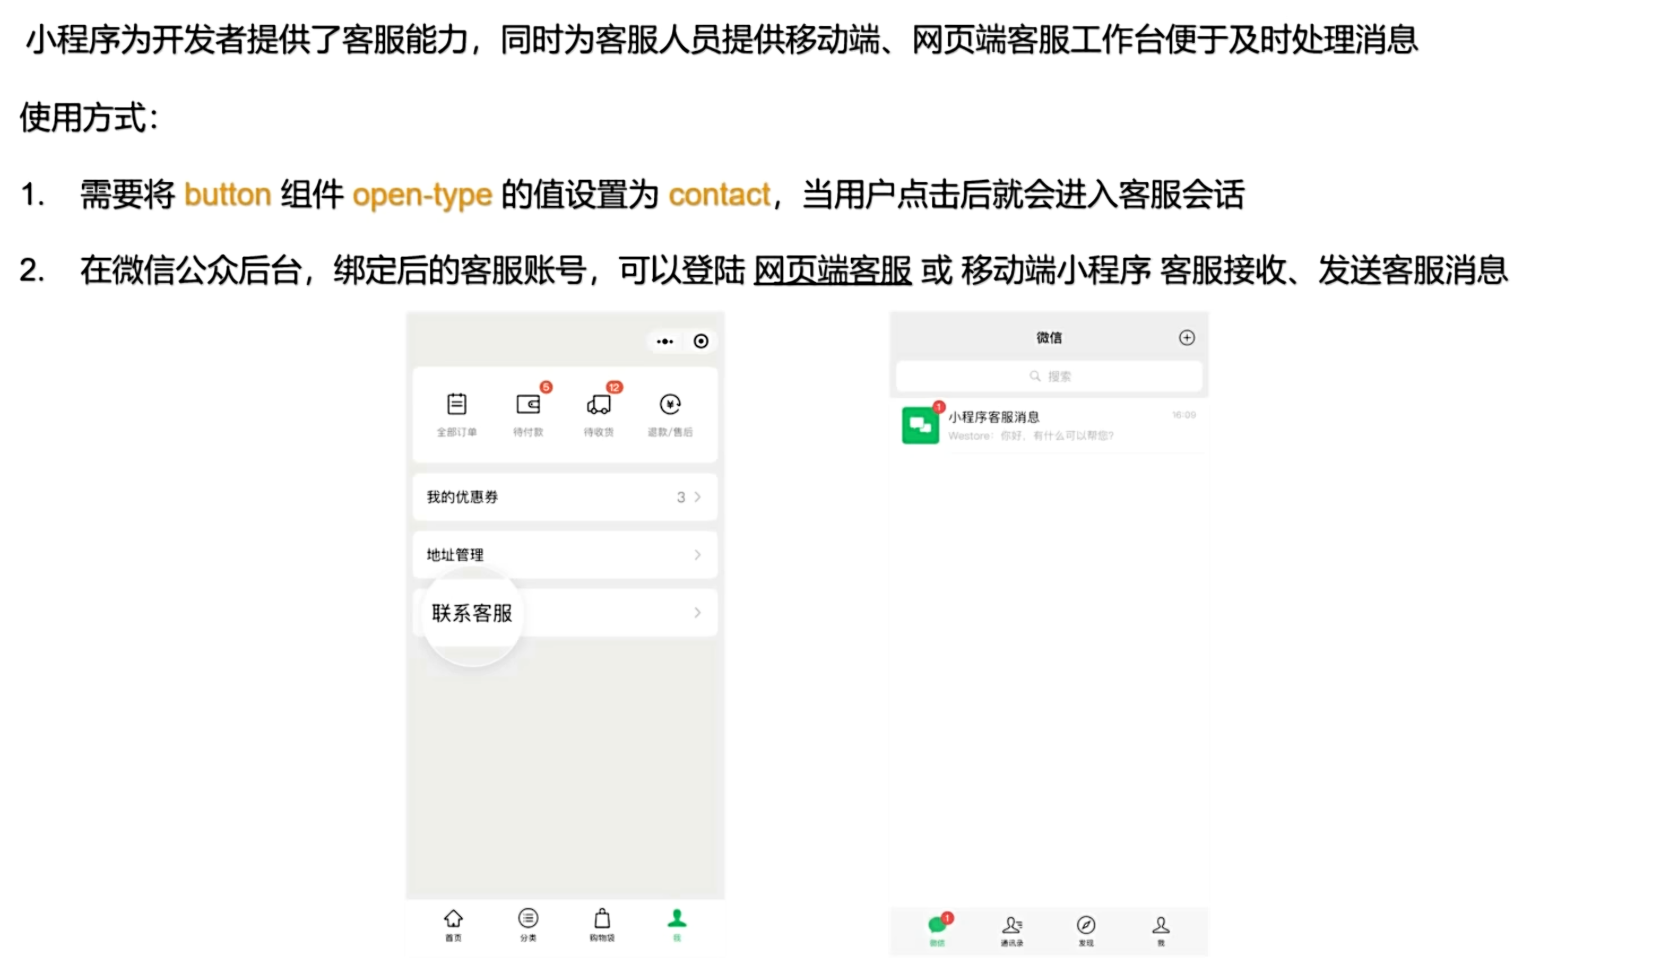 小程序为开发者提供了客服能力，同时为客服人员提供移动端、网页端客服工作台便于及时处理消息
使用方式：
1. 需要将 button 组件 open-type 的值设置为 contact，当用户点击后就会进入客服会话
2. 在微信公众后台，绑定后的客服账号，可以登陆 网页端客服 或 移动端小程序 客服接收、发送客服消息
5
12
全部订单
待付款
待收货
退款/售后
我的优惠券
3
地址管理
联系客服
首页
分类
购物袋
我
微信
搜索
1
小程序客服消息
16:09
Westore：你好，有什么可以帮您?
1
微信
通讯录
发现
我